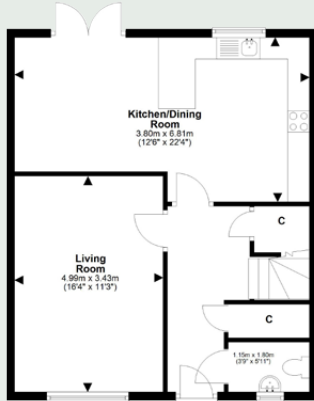 Kitchen/Dining
Room
3.80m x 6.81m
(12'6" x 22'4")
C
Living
Room
4.99m x 3.43m
(16'4" x 11'3")
C
1.15m x 1.80m
(3'9" x 5'11")